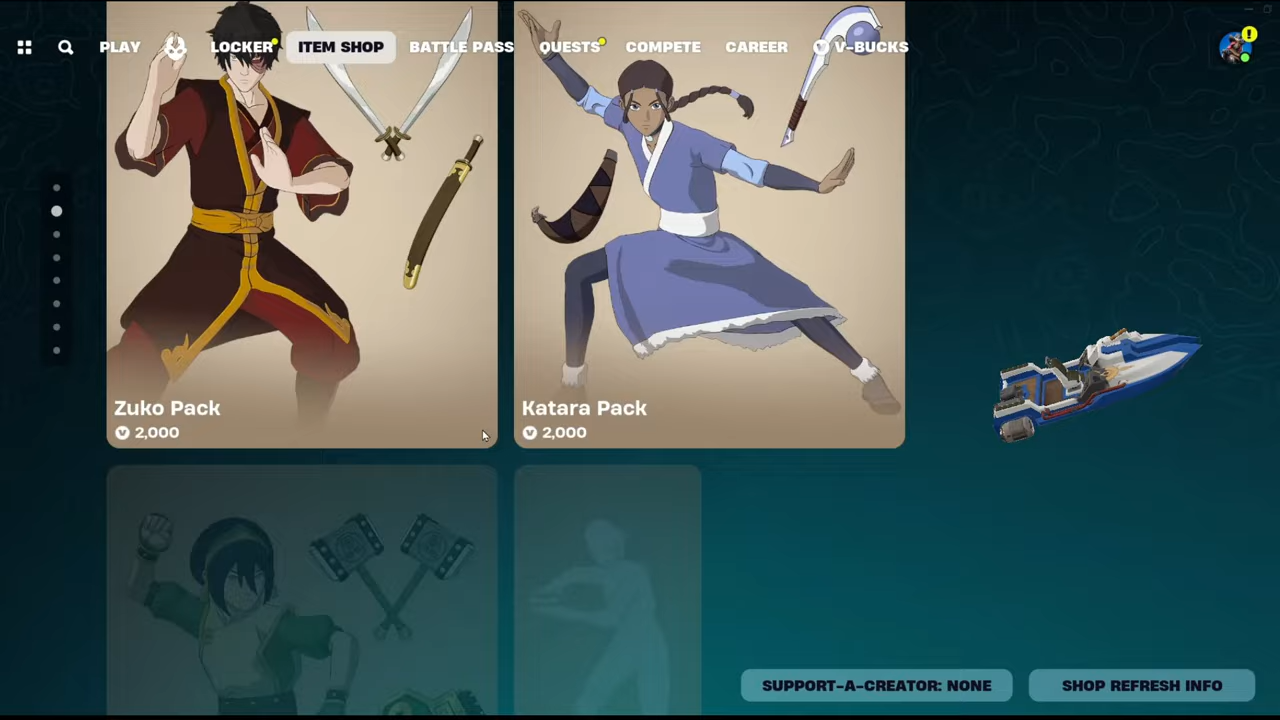 PLAY LOCKER ITEM SHOP BATTLE PASS QUESTS COMPETE CAREER V-BUCKS
Zuko Pack
2,000
Katara Pack
2,000
SUPPORT-A-CREATOR: NONE
SHOP REFRESH INFO